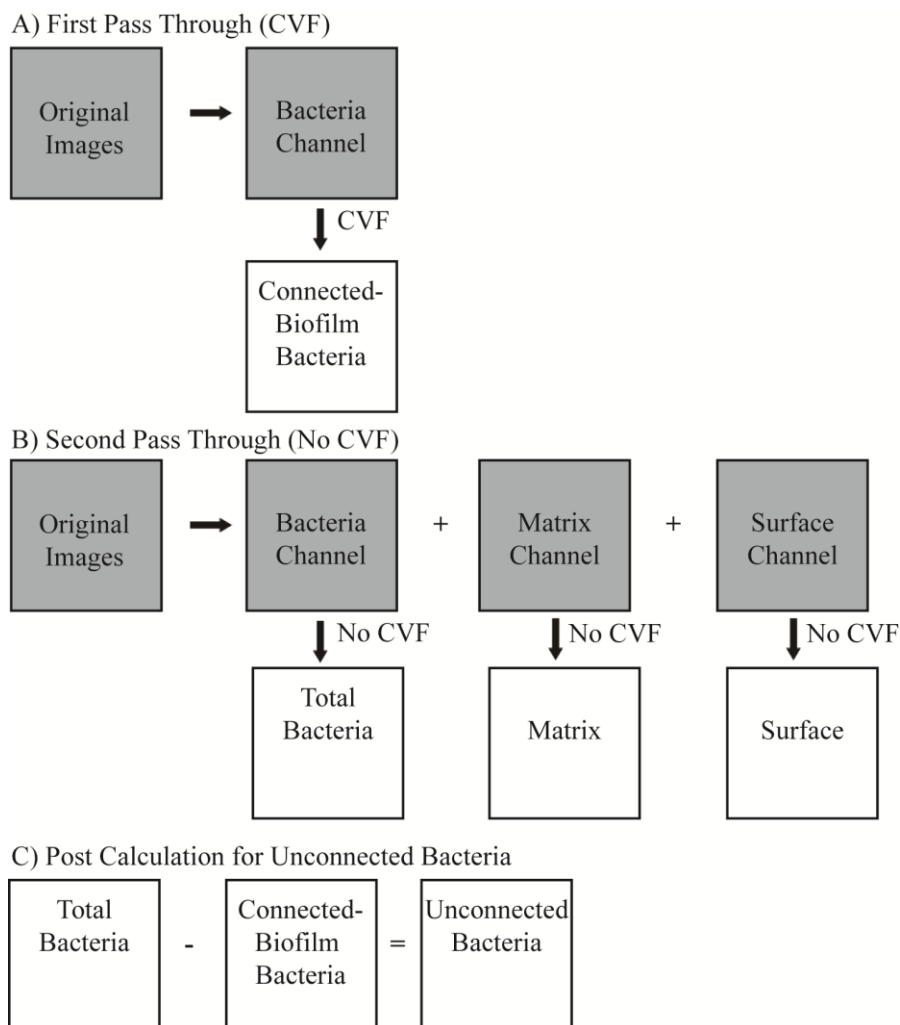 A) First Pass Through (CVF)
Original
Images
Bacteria
Channel
CVF
Connected-
Biofilm
Bacteria
B) Second Pass Through (No CVF)
Original
Images
Bacteria
Channel
+
Matrix
Channel
+
Surface
Channel
No CVF
No CVF
No CVF
Total
Bacteria
Matrix
Surface
C) Post Calculation for Unconnected Bacteria
Total
Bacteria
-
Connected-
Biofilm
Bacteria
=
Unconnected
Bacteria